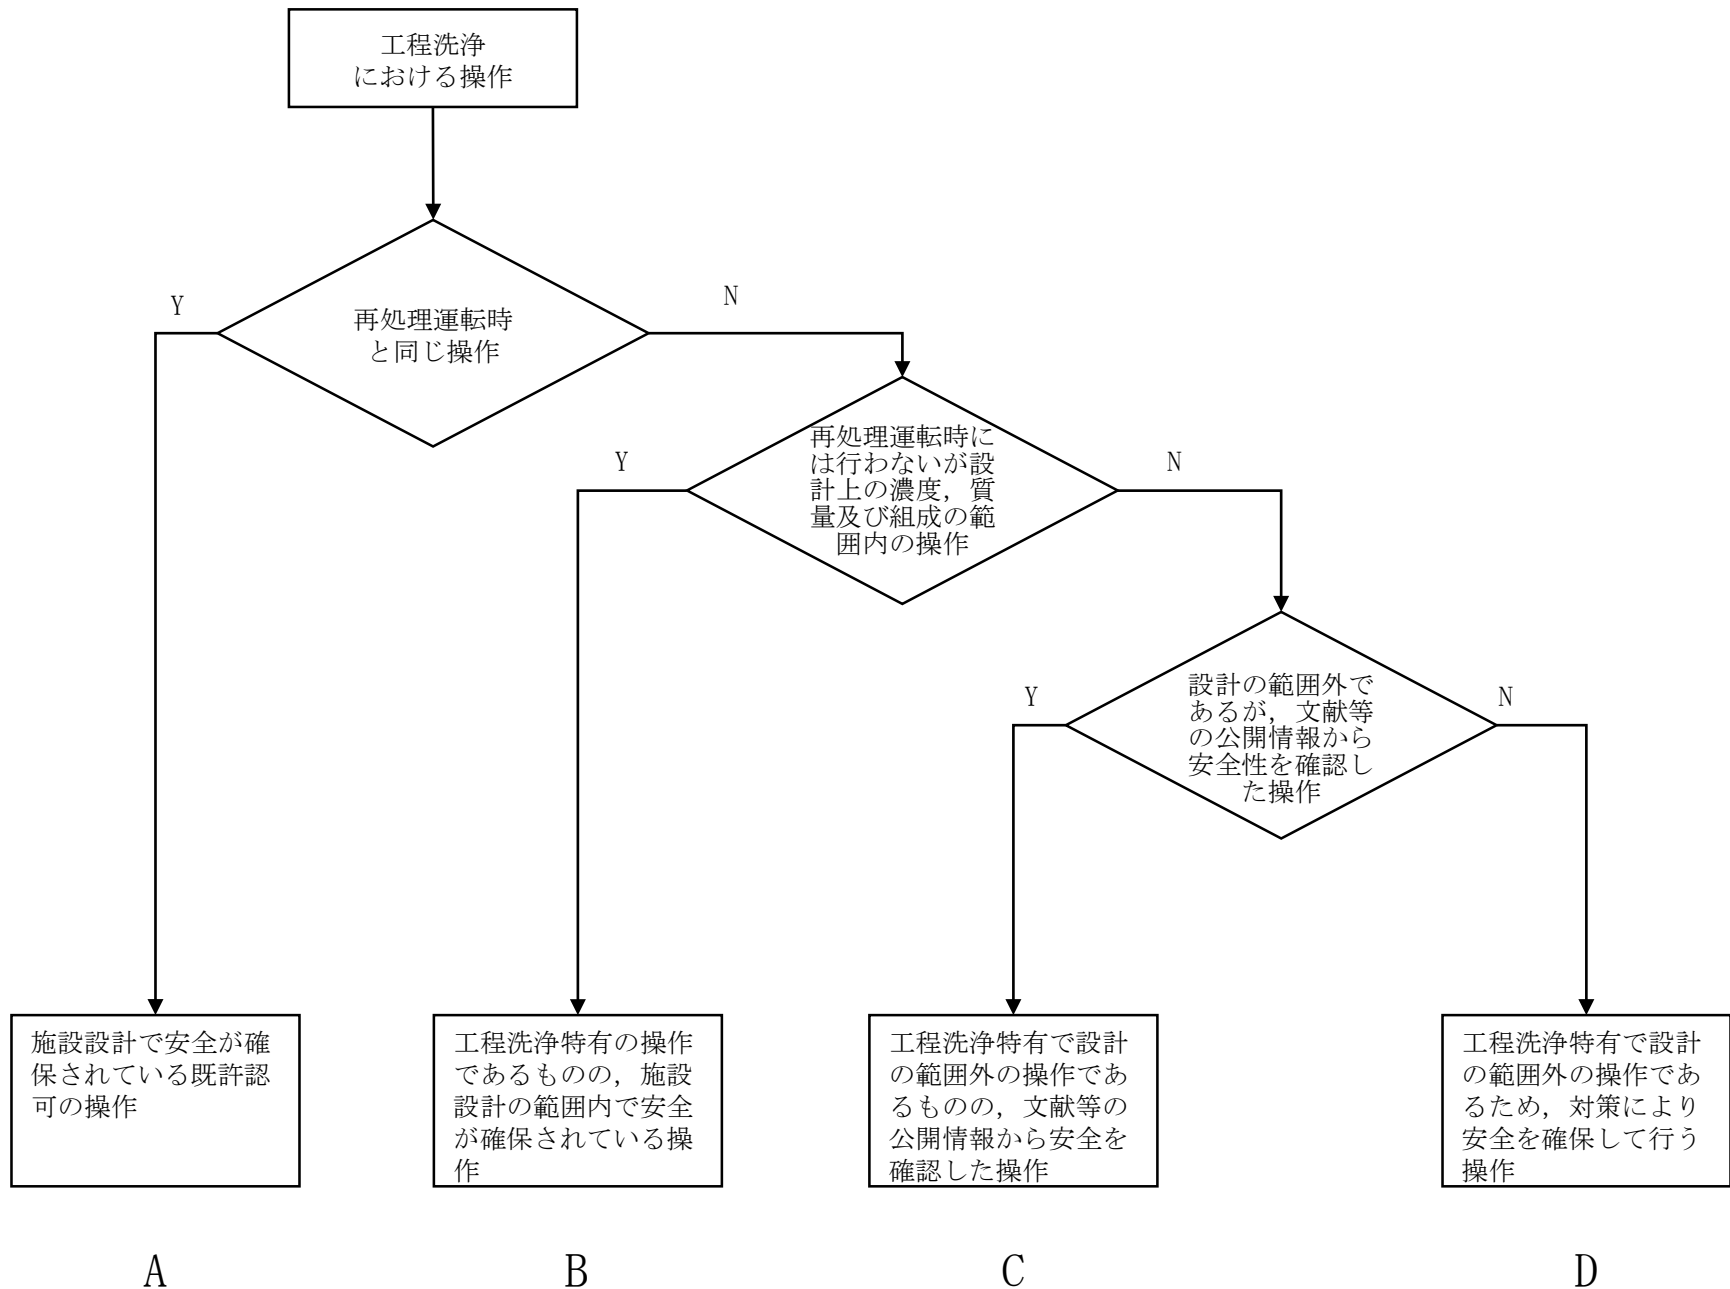 工程洗浄
における操作
Y
N
再処理運転時
と同じ操作
Y
N
再処理運転時に
は行わないが設
計上の濃度，質
量及び組成の範
囲内の操作
Y
N
設計の範囲外で
あるが，文献等
の公開情報から
安全性を確認し
た操作
施設設計で安全が確
保されている既許認
可の操作
工程洗浄特有の操作
であるものの，施設
設計の範囲内で安全
が確保されている操
作
工程洗浄特有で設計
の範囲外の操作であ
るものの，文献等の
公開情報から安全を
確認した操作
工程洗浄特有で設計
の範囲外の操作であ
るため，対策により
安全を確保して行う
操作
A
B
C
D